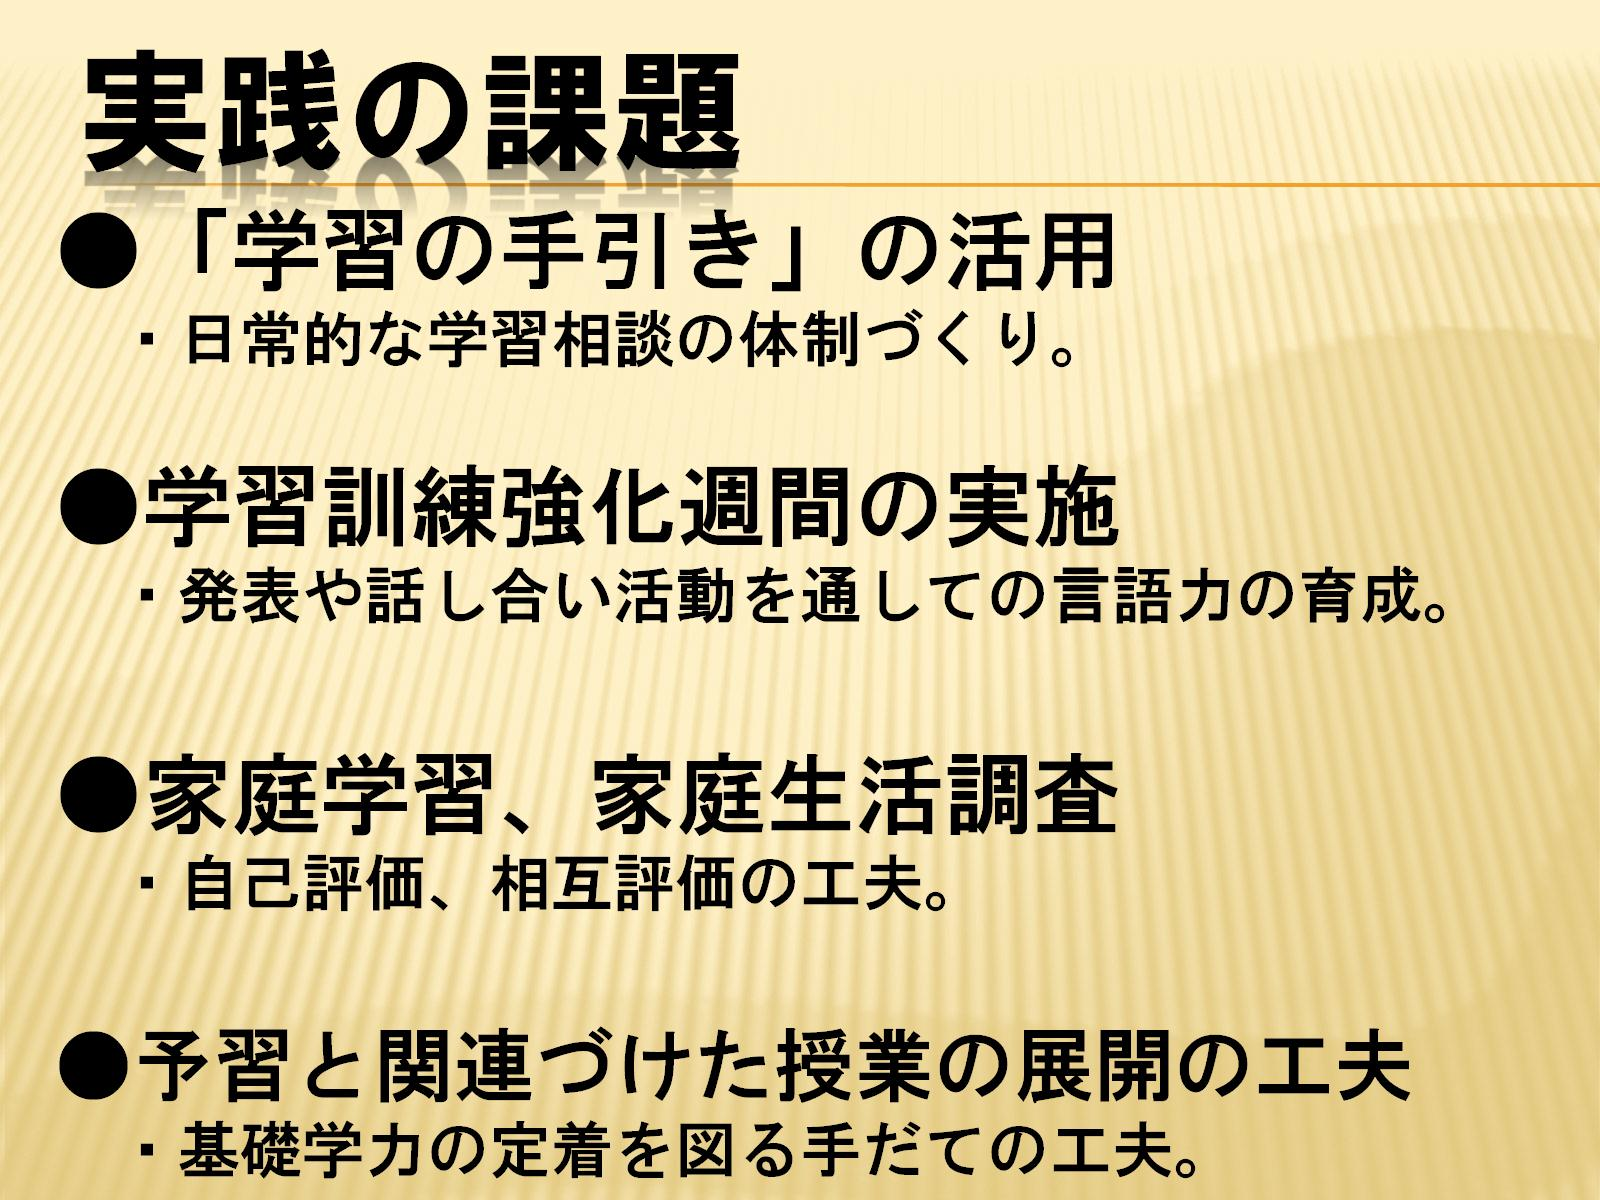 実践の課題
●「学習の手引き」の活用
・日常的な学習相談の体制づくり。
●学習訓練強化週間の実施
・発表や話し合い活動を通しての言語力の育成。
●家庭学習、家庭生活調査
・自己評価、相互評価の工夫。
●予習と関連づけた授業の展開の工夫
・基礎学力の定着を図る手だての工夫。